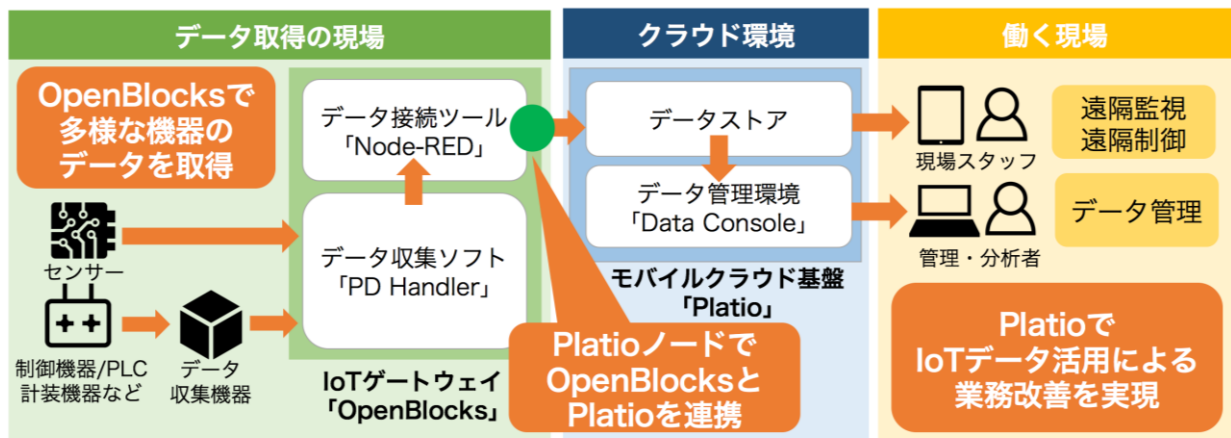 データ取得の現場
OpenBlocksで
多様な機器の
データを取得
データ接続ツール
「Node-RED」
データ収集ソフト
「PD Handler」
センサー
制御機器/PLC
計装機器など
データ
収集機器
IoTゲートウェイ
「OpenBlocks」
クラウド環境
データストア
データ管理環境
「Data Console」
モバイルクラウド基盤
「Platio」
Platioノードで
OpenBlocksと
Platioを連携
働く現場
現場スタッフ
遠隔監視
遠隔制御
管理・分析者
データ管理
Platioで
IoTデータ活用による
業務改善を実現